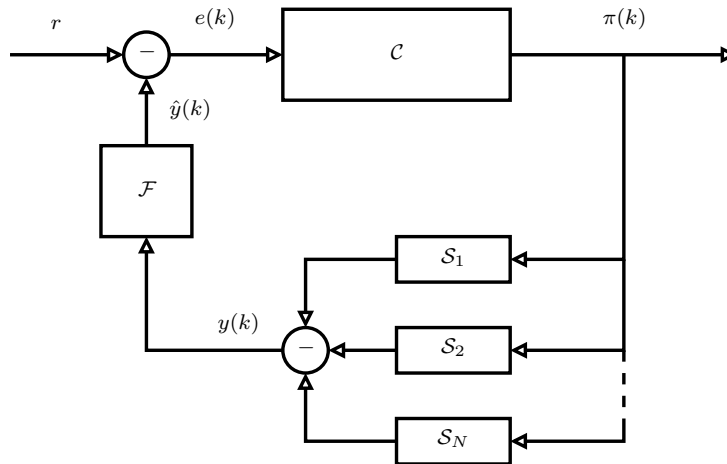 r
e(k)
π(k)
−
𝒞
ŷ(k)
ℱ
𝒮₁
y(k)
−
𝒮₂
𝒮_N